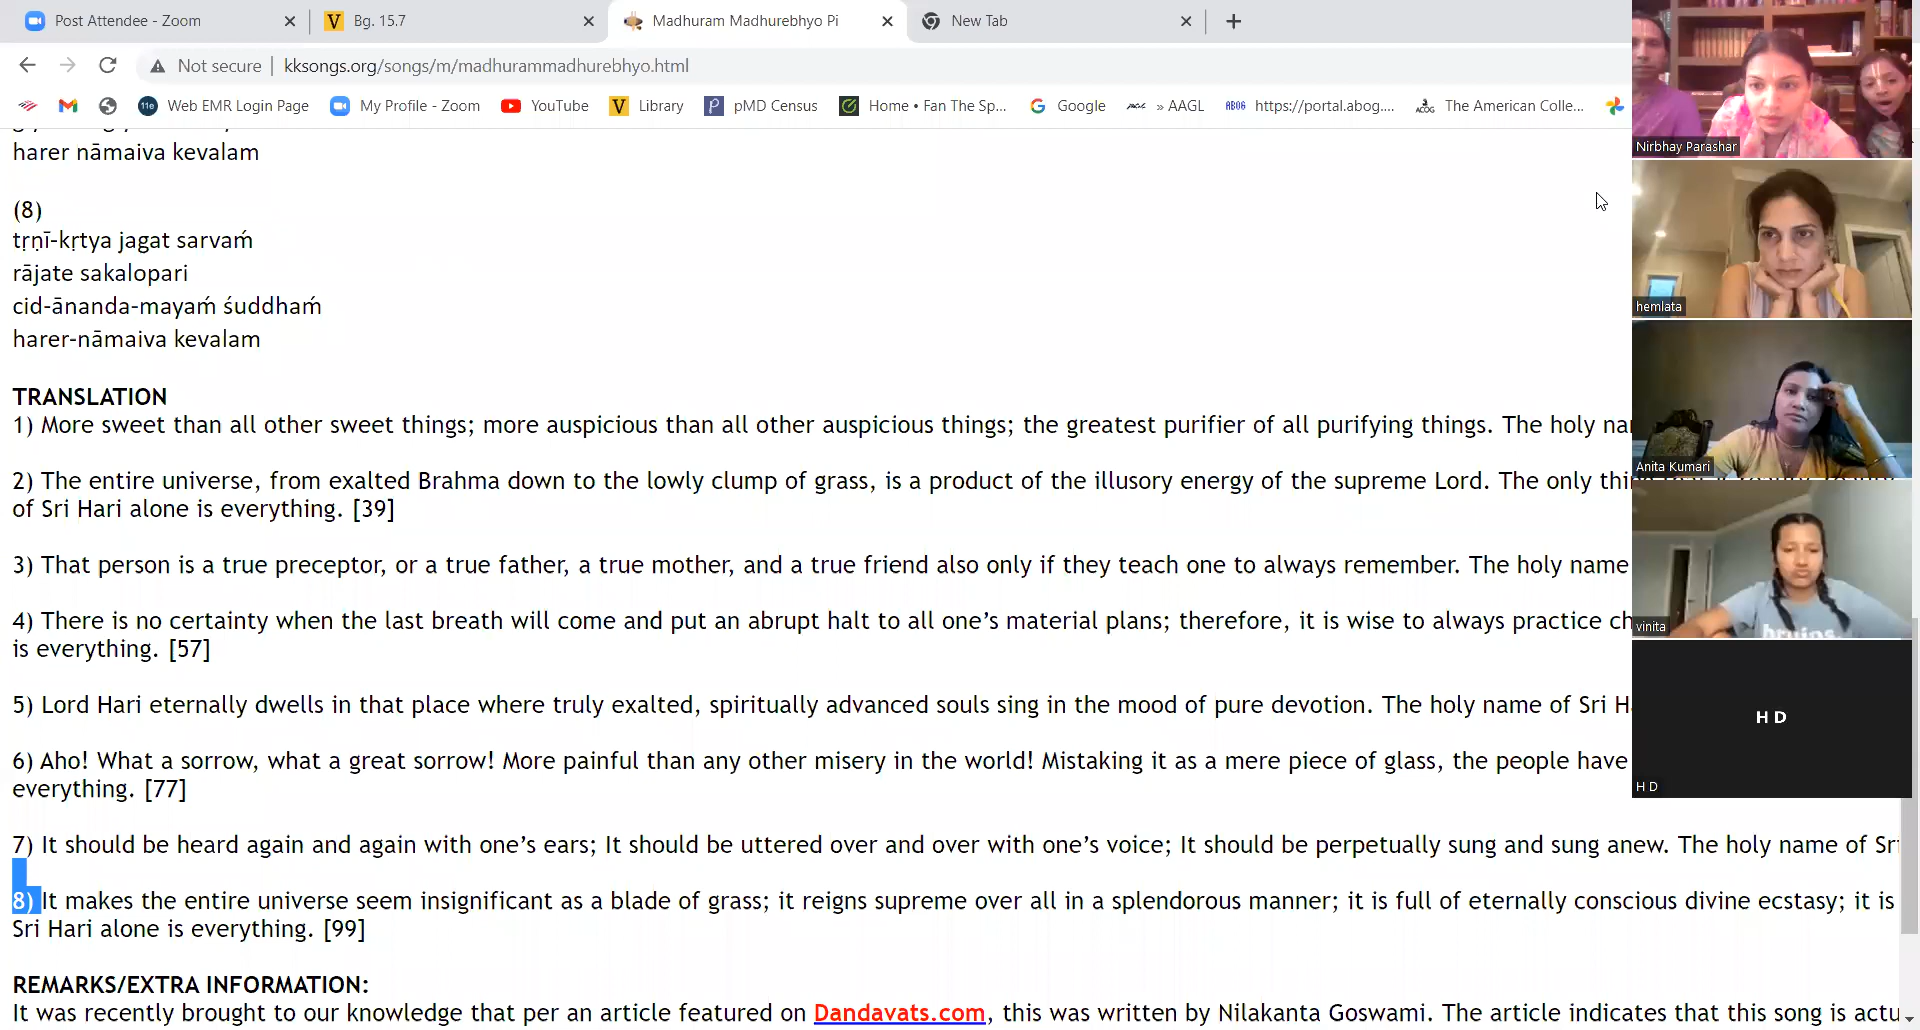 Post Attendee - Zoom
Bg. 15.7
Madhuram Madhurebhyo Pi
New Tab
Not secure
kksongs.org/songs/m/madhurammadhurebhyo.html
Web EMR Login Page
My Profile - Zoom
YouTube
Library
pMD Census
Home • Fan The Sp...
Google
» AAGL
https://portal.abog....
The American Colle...
harer nāmaiva kevalam
(8)
tṛṇī-kṛtya jagat sarvaḿ
rājate sakalopari
cid-ānanda-mayaḿ śuddhaḿ
harer-nāmaiva kevalam
TRANSLATION
1) More sweet than all other sweet things; more auspicious than all other auspicious things; the greatest purifier of all purifying things. The holy
2) The entire universe, from exalted Brahma down to the lowly clump of grass, is a product of the illusory energy of the supreme Lord. The only
of Sri Hari alone is everything. [39]
3) That person is a true preceptor, or a true father, a true mother, and a true friend also only if they teach one to always remember. The holy name
4) There is no certainty when the last breath will come and put an abrupt halt to all one’s material plans; therefore, it is wise to always practice
is everything. [57]
5) Lord Hari eternally dwells in that place where truly exalted, spiritually advanced souls sing in the mood of pure devotion. The holy name of Sri
6) Aho! What a sorrow, what a great sorrow! More painful than any other misery in the world! Mistaking it as a mere piece of glass, the people have
everything. [77]
7) It should be heard again and again with one’s ears; It should be uttered over and over with one’s voice; It should be perpetually sung and sung anew. The holy name of
8) It makes the entire universe seem insignificant as a blade of grass; it reigns supreme over all in a splendorous manner; it is full of eternally conscious divine ecstasy; it is
Sri Hari alone is everything. [99]
REMARKS/EXTRA INFORMATION:
It was recently brought to our knowledge that per an article featured on Dandavats.com, this was written by Nilakanta Goswami. The article indicates that this song is
Nirbhay Parashar
hemlata
Anita Kumari
bruins
vinita
H D
H D